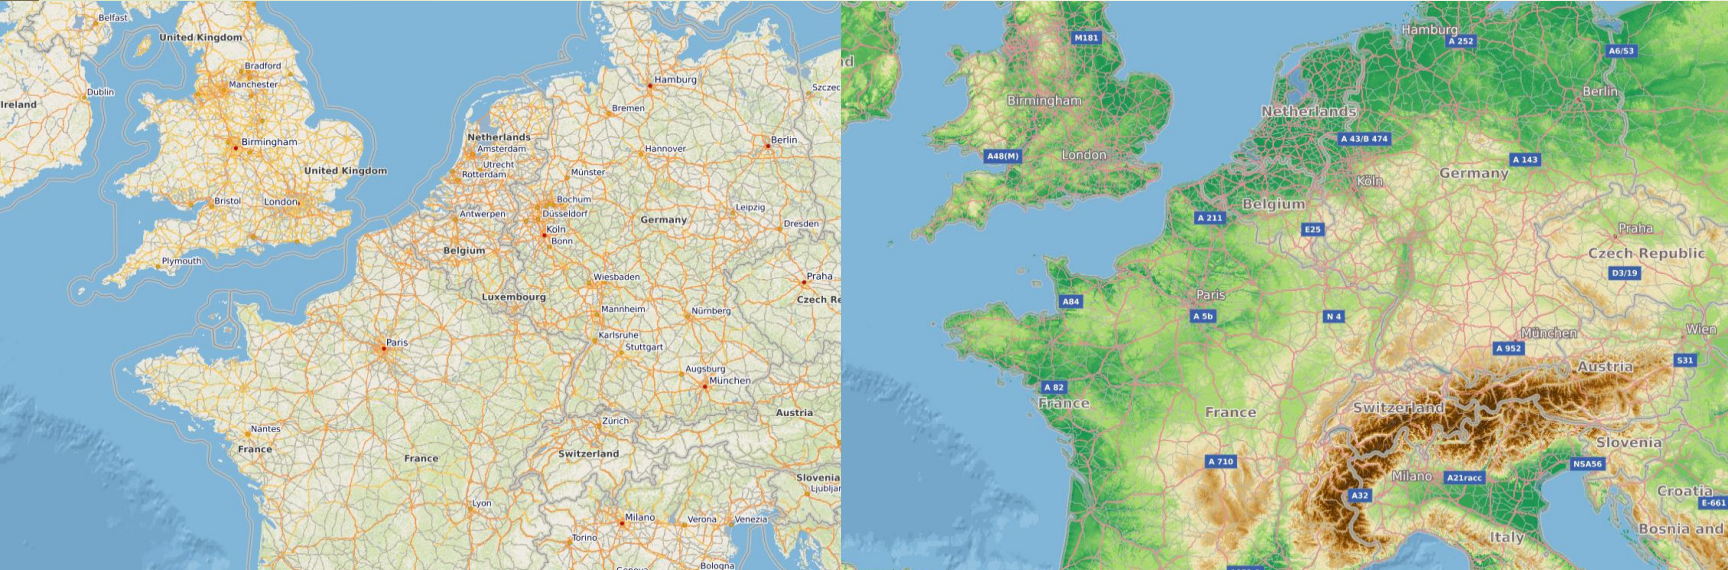 Belfast
United Kingdom
Bradford
Manchester
Dublin
Ireland
Birmingham
United Kingdom
Bristol
London
Plymouth
Hamburg
Szczec
Bremen
Netherlands
Amsterdam
Hannover
Berlin
Utrecht
Rotterdam
Münster
Bochum
Antwerpen
Düsseldorf
Leipzig
Germany
Dresden
Köln
Bonn
Belgium
Wiesbaden
Praha
Luxembourg
Czech Re
Mannheim
Nürnberg
Karlsruhe
Stuttgart
Paris
Augsburg
München
Austria
Zürich
Nantes
France
Switzerland
France
Slovenia
Ljubljar
Lyon
Milano
Verona
Venezia
Torino
Genova
Bologna
nd
M181
Hamburg
A 252
A6/S3
Birmingham
Berlin
Netherlands
A 43/B 474
A48(M)
London
A 143
Köln
Germany
Belgium
A 211
E25
Praha
Czech Republic
D3/19
Paris
A84
A 5b
N 4
München
Wien
A 952
S31
Austria
A 82
France
France
Switzerland
Slovenia
A 710
Milano
A21racc
NSA56
A32
Croatia
E-661
Bosnia and
Italy